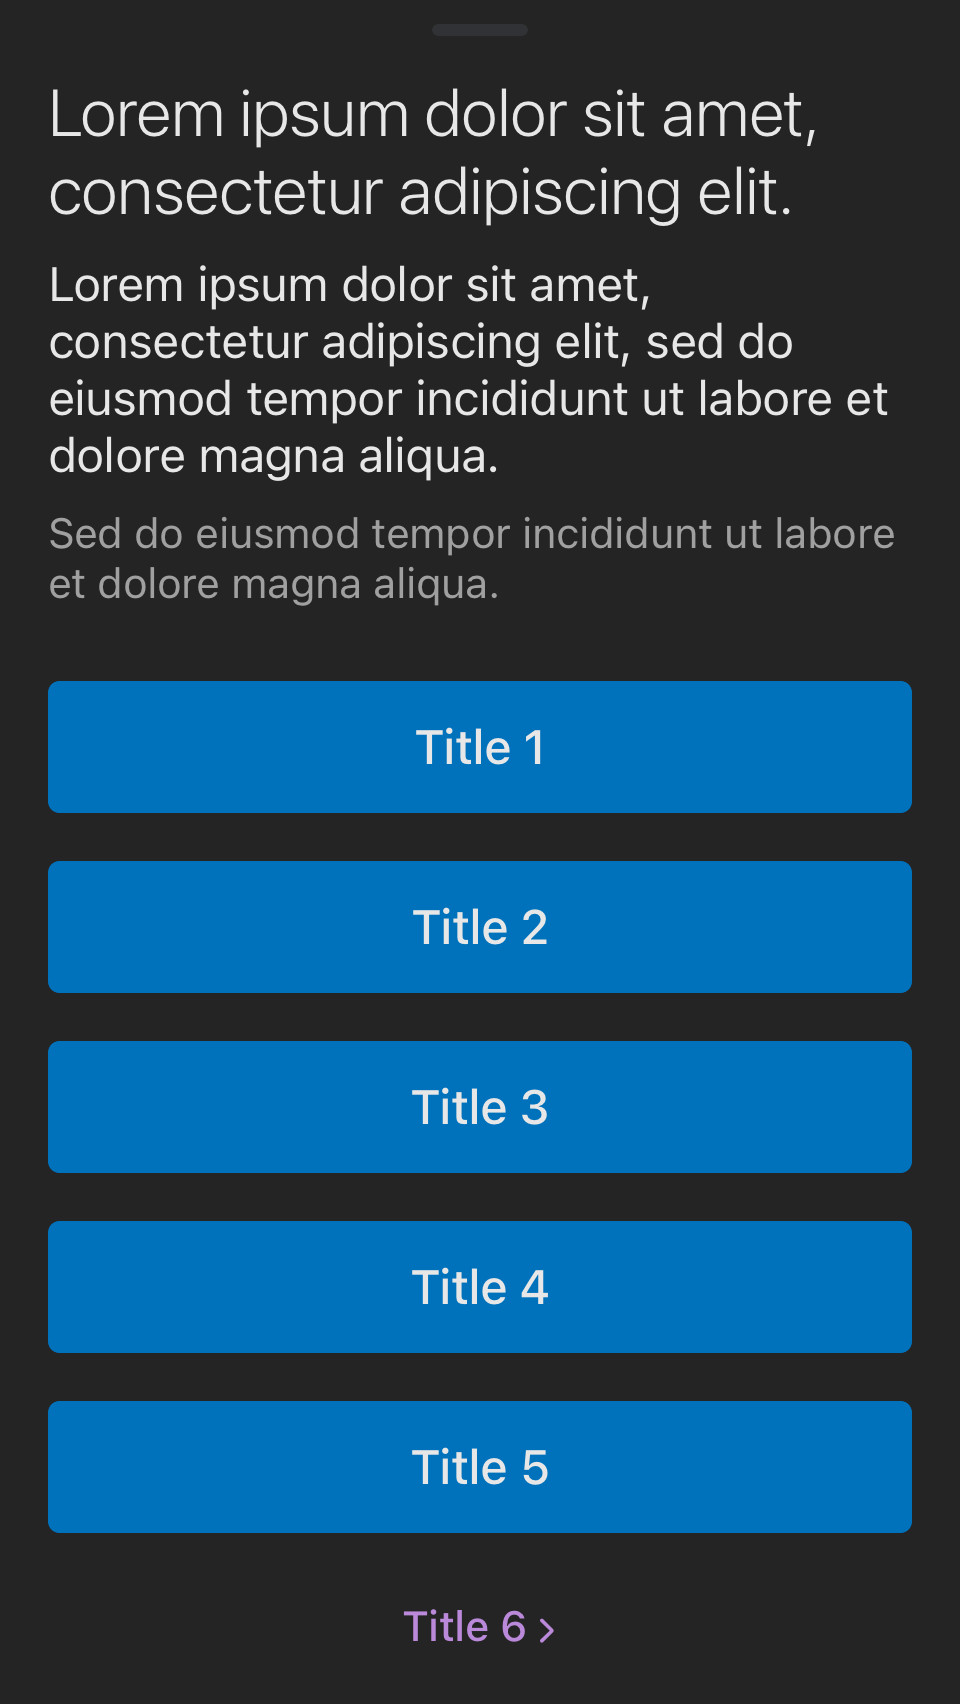 Lorem ipsum dolor sit amet,
consectetur adipiscing elit.
Lorem ipsum dolor sit amet,
consectetur adipiscing elit, sed do
eiusmod tempor incididunt ut labore et
dolore magna aliqua.
Sed do eiusmod tempor incididunt ut labore
et dolore magna aliqua.
Title 1
Title 2
Title 3
Title 4
Title 5
Title 6 >